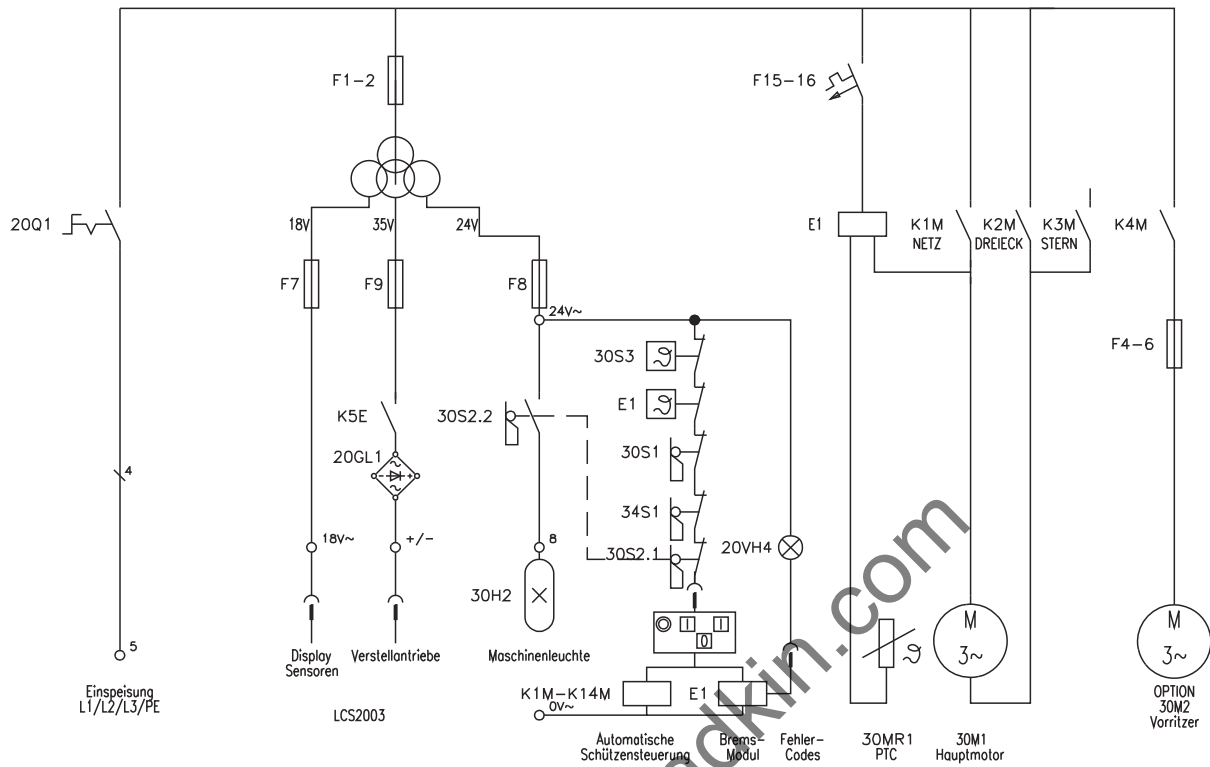 F1-2
F15-16
20Q1
18V
35V
24V
E1
K1M
NETZ
K2M
DREIECK
K3M
STERN
K4M
F7
F9
F8
24V~
30S3
F4-6
E1
K5E
30S2.2
20GL1
30S1
4
34S1
18V~
+/-
8
30S2.1
20VH4
30H2
M
3~
M
3~
5
Display
Sensoren
Verstellantriebe
Maschinenleuchte
I
I
0
Einspeisung
L1/L2/L3/PE
LCS2003
K1M-K14M
0V~
E1
Automatische
Schützensteuerung
Brems-
Modul
Fehler-
Codes
30MR1
PTC
30M1
Hauptmotor
OPTION
30M2
Vorritzer
adkin.com